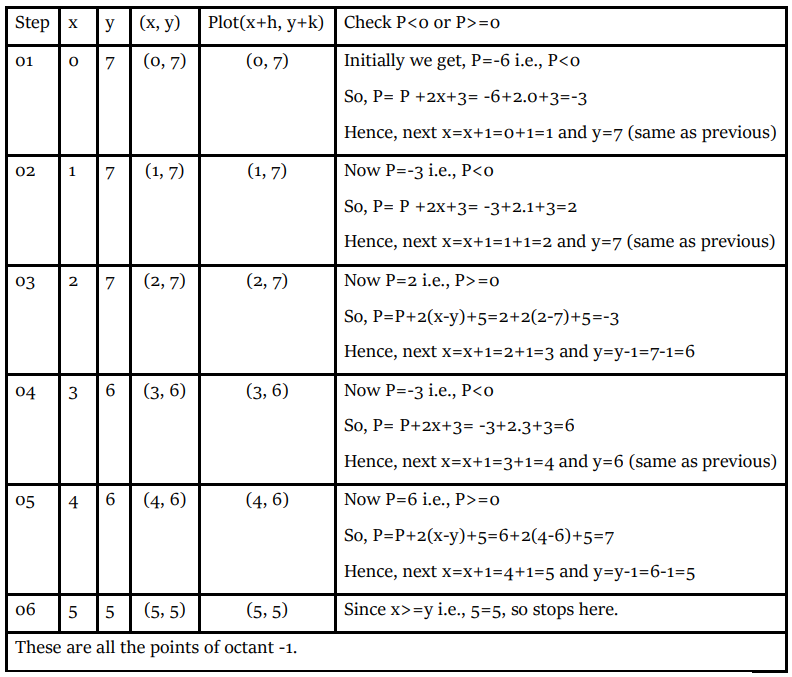 Step x y (x, y) Plot(x+h, y+k) Check P<0 or P>=0
01 0 7 (0, 7) (0, 7) Initially we get, P=-6 i.e., P<0
So, P= P +2x+3= -6+2.0+3=-3
Hence, next x=x+1=0+1=1 and y=7 (same as previous)
02 1 7 (1, 7) (1, 7) Now P=-3 i.e., P<0
So, P= P +2x+3= -3+2.1+3=2
Hence, next x=x+1=1+1=2 and y=7 (same as previous)
03 2 7 (2, 7) (2, 7) Now P=2 i.e., P>=0
So, P=P+2(x-y)+5=2+2(2-7)+5=-3
Hence, next x=x+1=2+1=3 and y=y-1=7-1=6
04 3 6 (3, 6) (3, 6) Now P=-3 i.e., P<0
So, P= P+2x+3= -3+2.3+3=6
Hence, next x=x+1=3+1=4 and y=6 (same as previous)
05 4 6 (4, 6) (4, 6) Now P=6 i.e., P>=0
So, P=P+2(x-y)+5=6+2(4-6)+5=7
Hence, next x=x+1=4+1=5 and y=y-1=6-1=5
06 5 5 (5, 5) (5, 5) Since x>=y i.e., 5=5, so stops here.
These are all the points of octant -1.